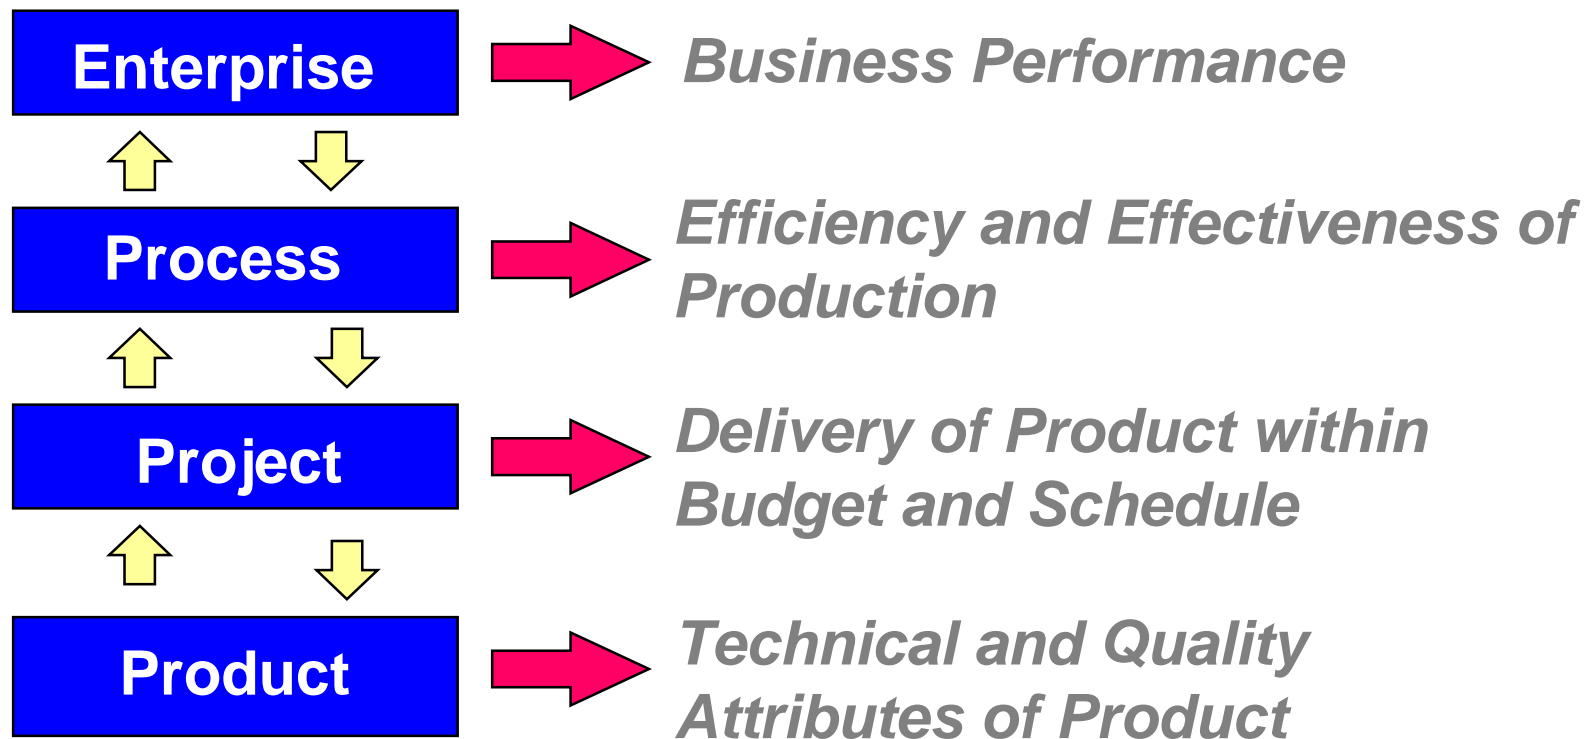 Enterprise
Business Performance
Process
Efficiency and Effectiveness of
Production
Project
Delivery of Product within
Budget and Schedule
Product
Technical and Quality
Attributes of Product